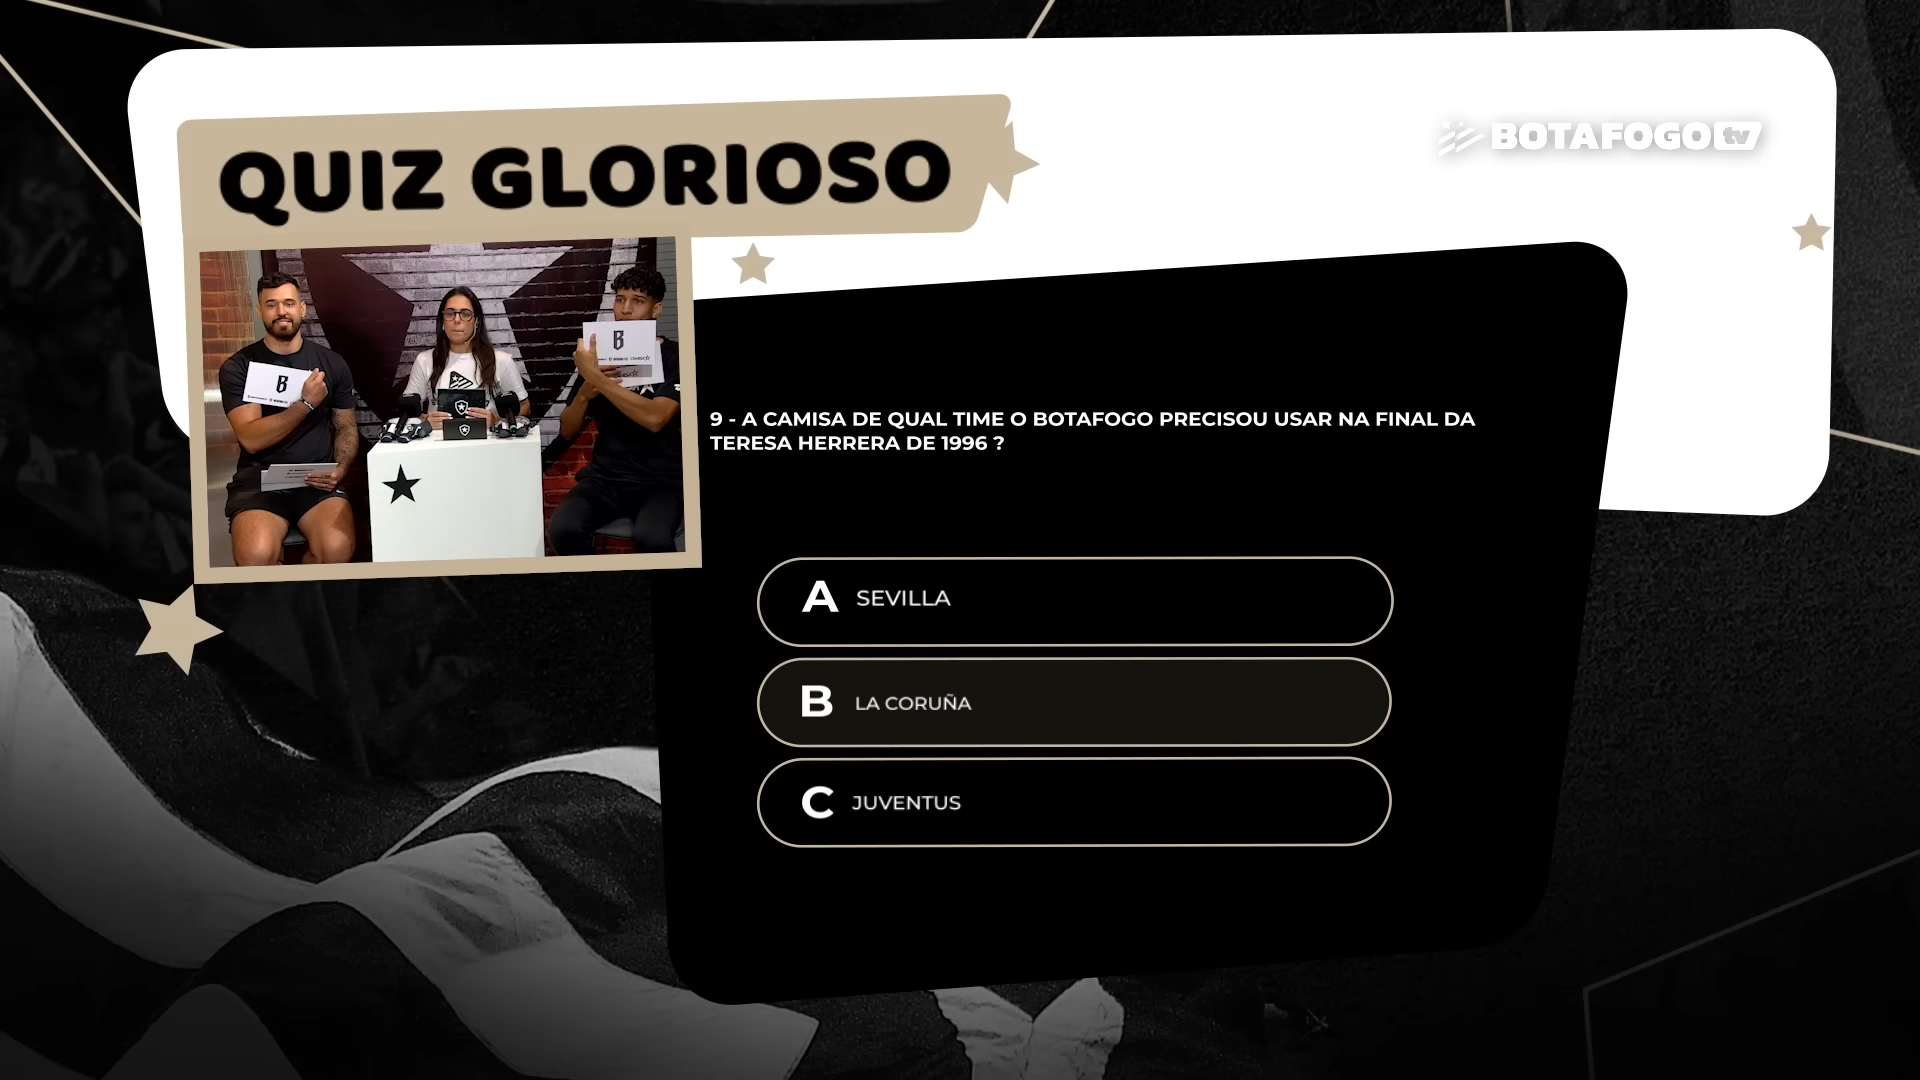 QUIZ GLORIOSO
BOTAFOGO tv
B
B
9 - A CAMISA DE QUAL TIME O BOTAFOGO PRECISOU USAR NA FINAL DA
TERESA HERRERA DE 1996 ?
A SEVILLA
B LA CORUÑA
C JUVENTUS